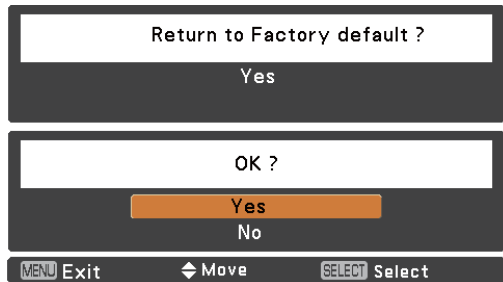 Return to Factory default ?
Yes
OK ?
Yes
No
MENU Exit Move SELECT Select